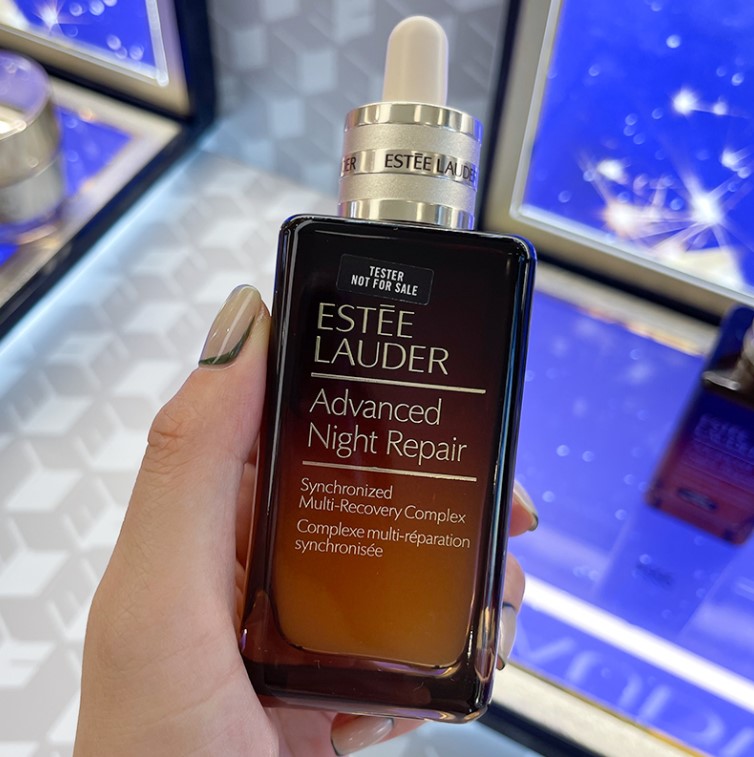 ESTĒE LAUDER
TESTER
NOT FOR SALE
ESTĒE
LAUDER
Advanced
Night Repair
Synchronized
Multi-Recovery Complex
Complexe multi-réparation
synchronisée